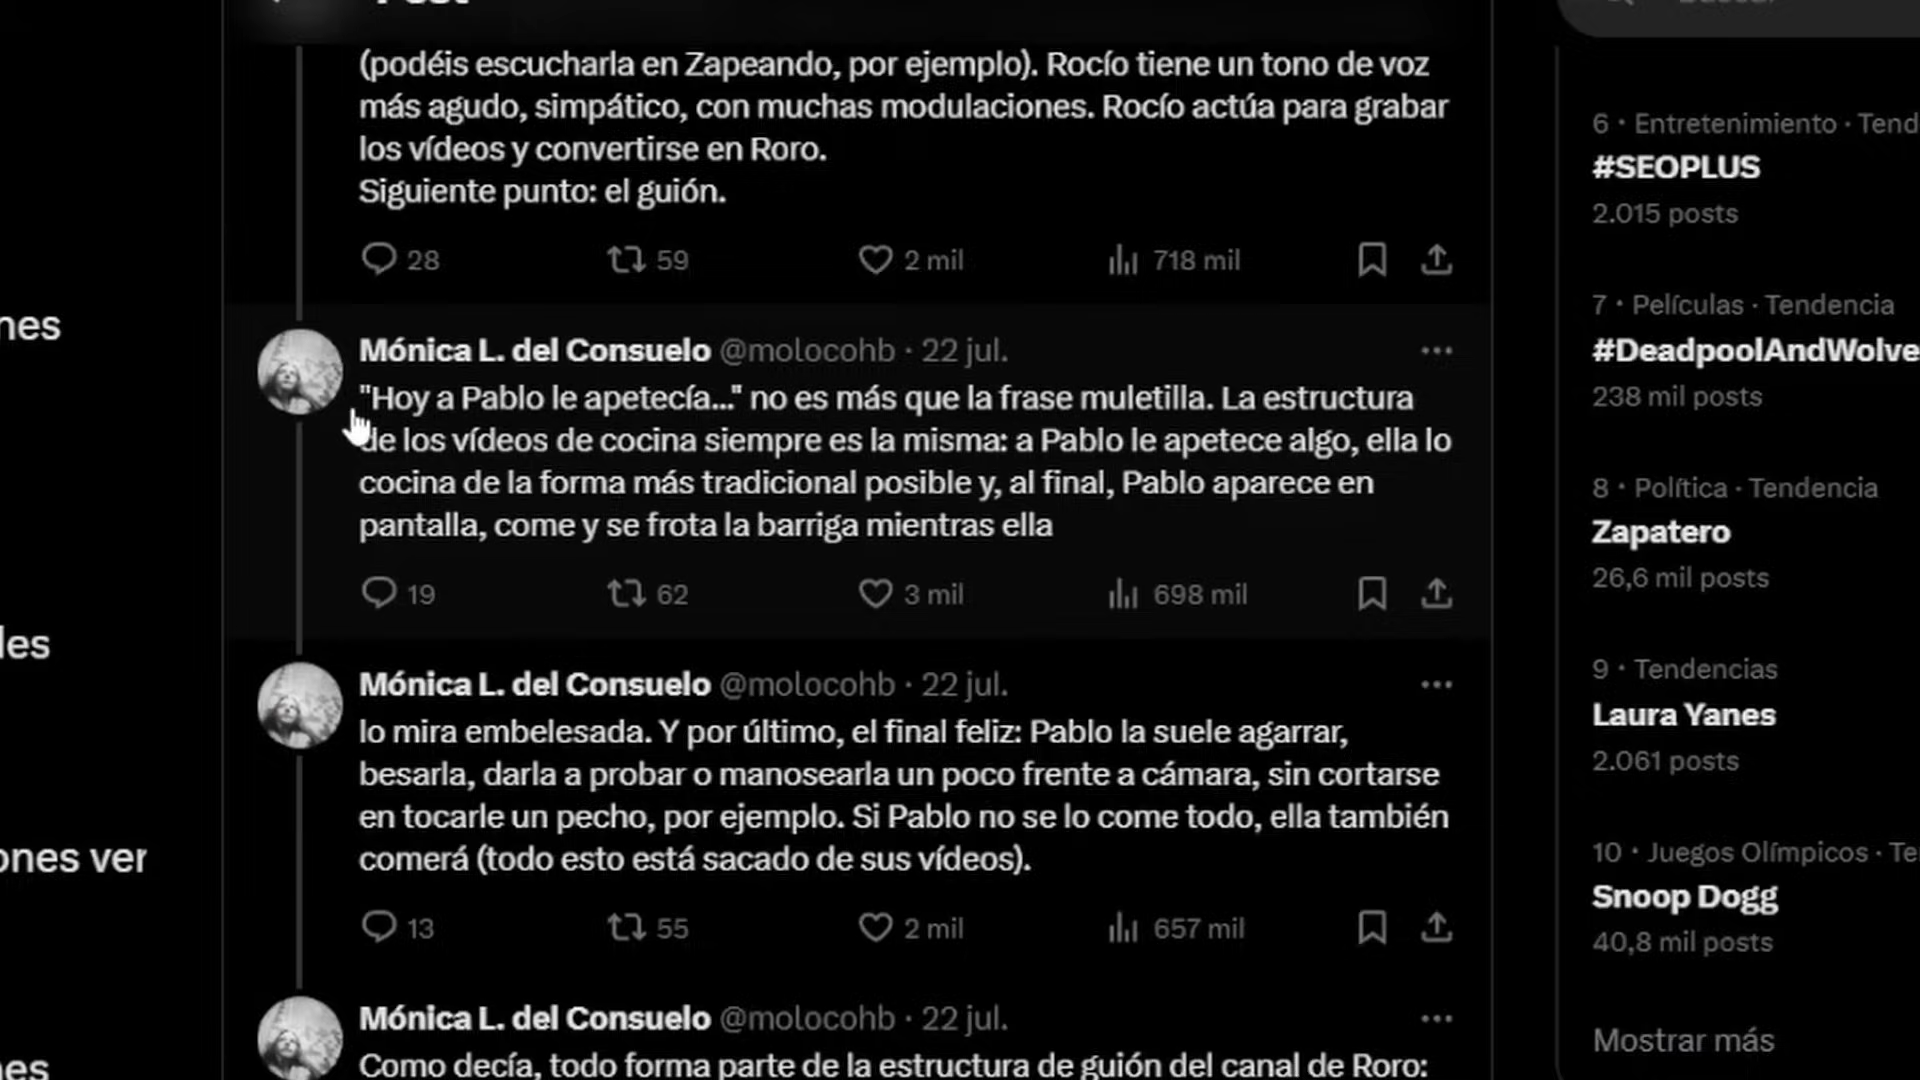 (podéis escucharla en Zapeando, por ejemplo). Rocío tiene un tono de voz
más agudo, simpático, con muchas modulaciones. Rocío actúa para grabar
los vídeos y convertirse en Roro.
Siguiente punto: el guión.
28 59 2 mil 718 mil
Mónica L. del Consuelo @molocohb · 22 jul.
"Hoy a Pablo le apetecía..." no es más que la frase muletilla. La estructura
de los vídeos de cocina siempre es la misma: a Pablo le apetece algo, ella lo
cocina de la forma más tradicional posible y, al final, Pablo aparece en
pantalla, come y se frota la barriga mientras ella
19 62 3 mil 698 mil
Mónica L. del Consuelo @molocohb · 22 jul.
lo mira embelesada. Y por último, el final feliz: Pablo la suele agarrar,
besarla, darla a probar o manosearla un poco frente a cámara, sin cortarse
en tocarle un pecho, por ejemplo. Si Pablo no se lo come todo, ella también
comerá (todo esto está sacado de sus vídeos).
13 55 2 mil 657 mil
Mónica L. del Consuelo @molocohb · 22 jul.
Como decía, todo forma parte de la estructura de guión del canal de Roro:
6 · Entretenimiento · Tend
#SEOPLUS
2.015 posts
7 · Películas · Tendencia
#DeadpoolAndWolve
238 mil posts
8 · Política · Tendencia
Zapatero
26,6 mil posts
9 · Tendencias
Laura Yanes
2.061 posts
10 · Juegos Olímpicos · Te
Snoop Dogg
40,8 mil posts
Mostrar más
nes
les
ones ver